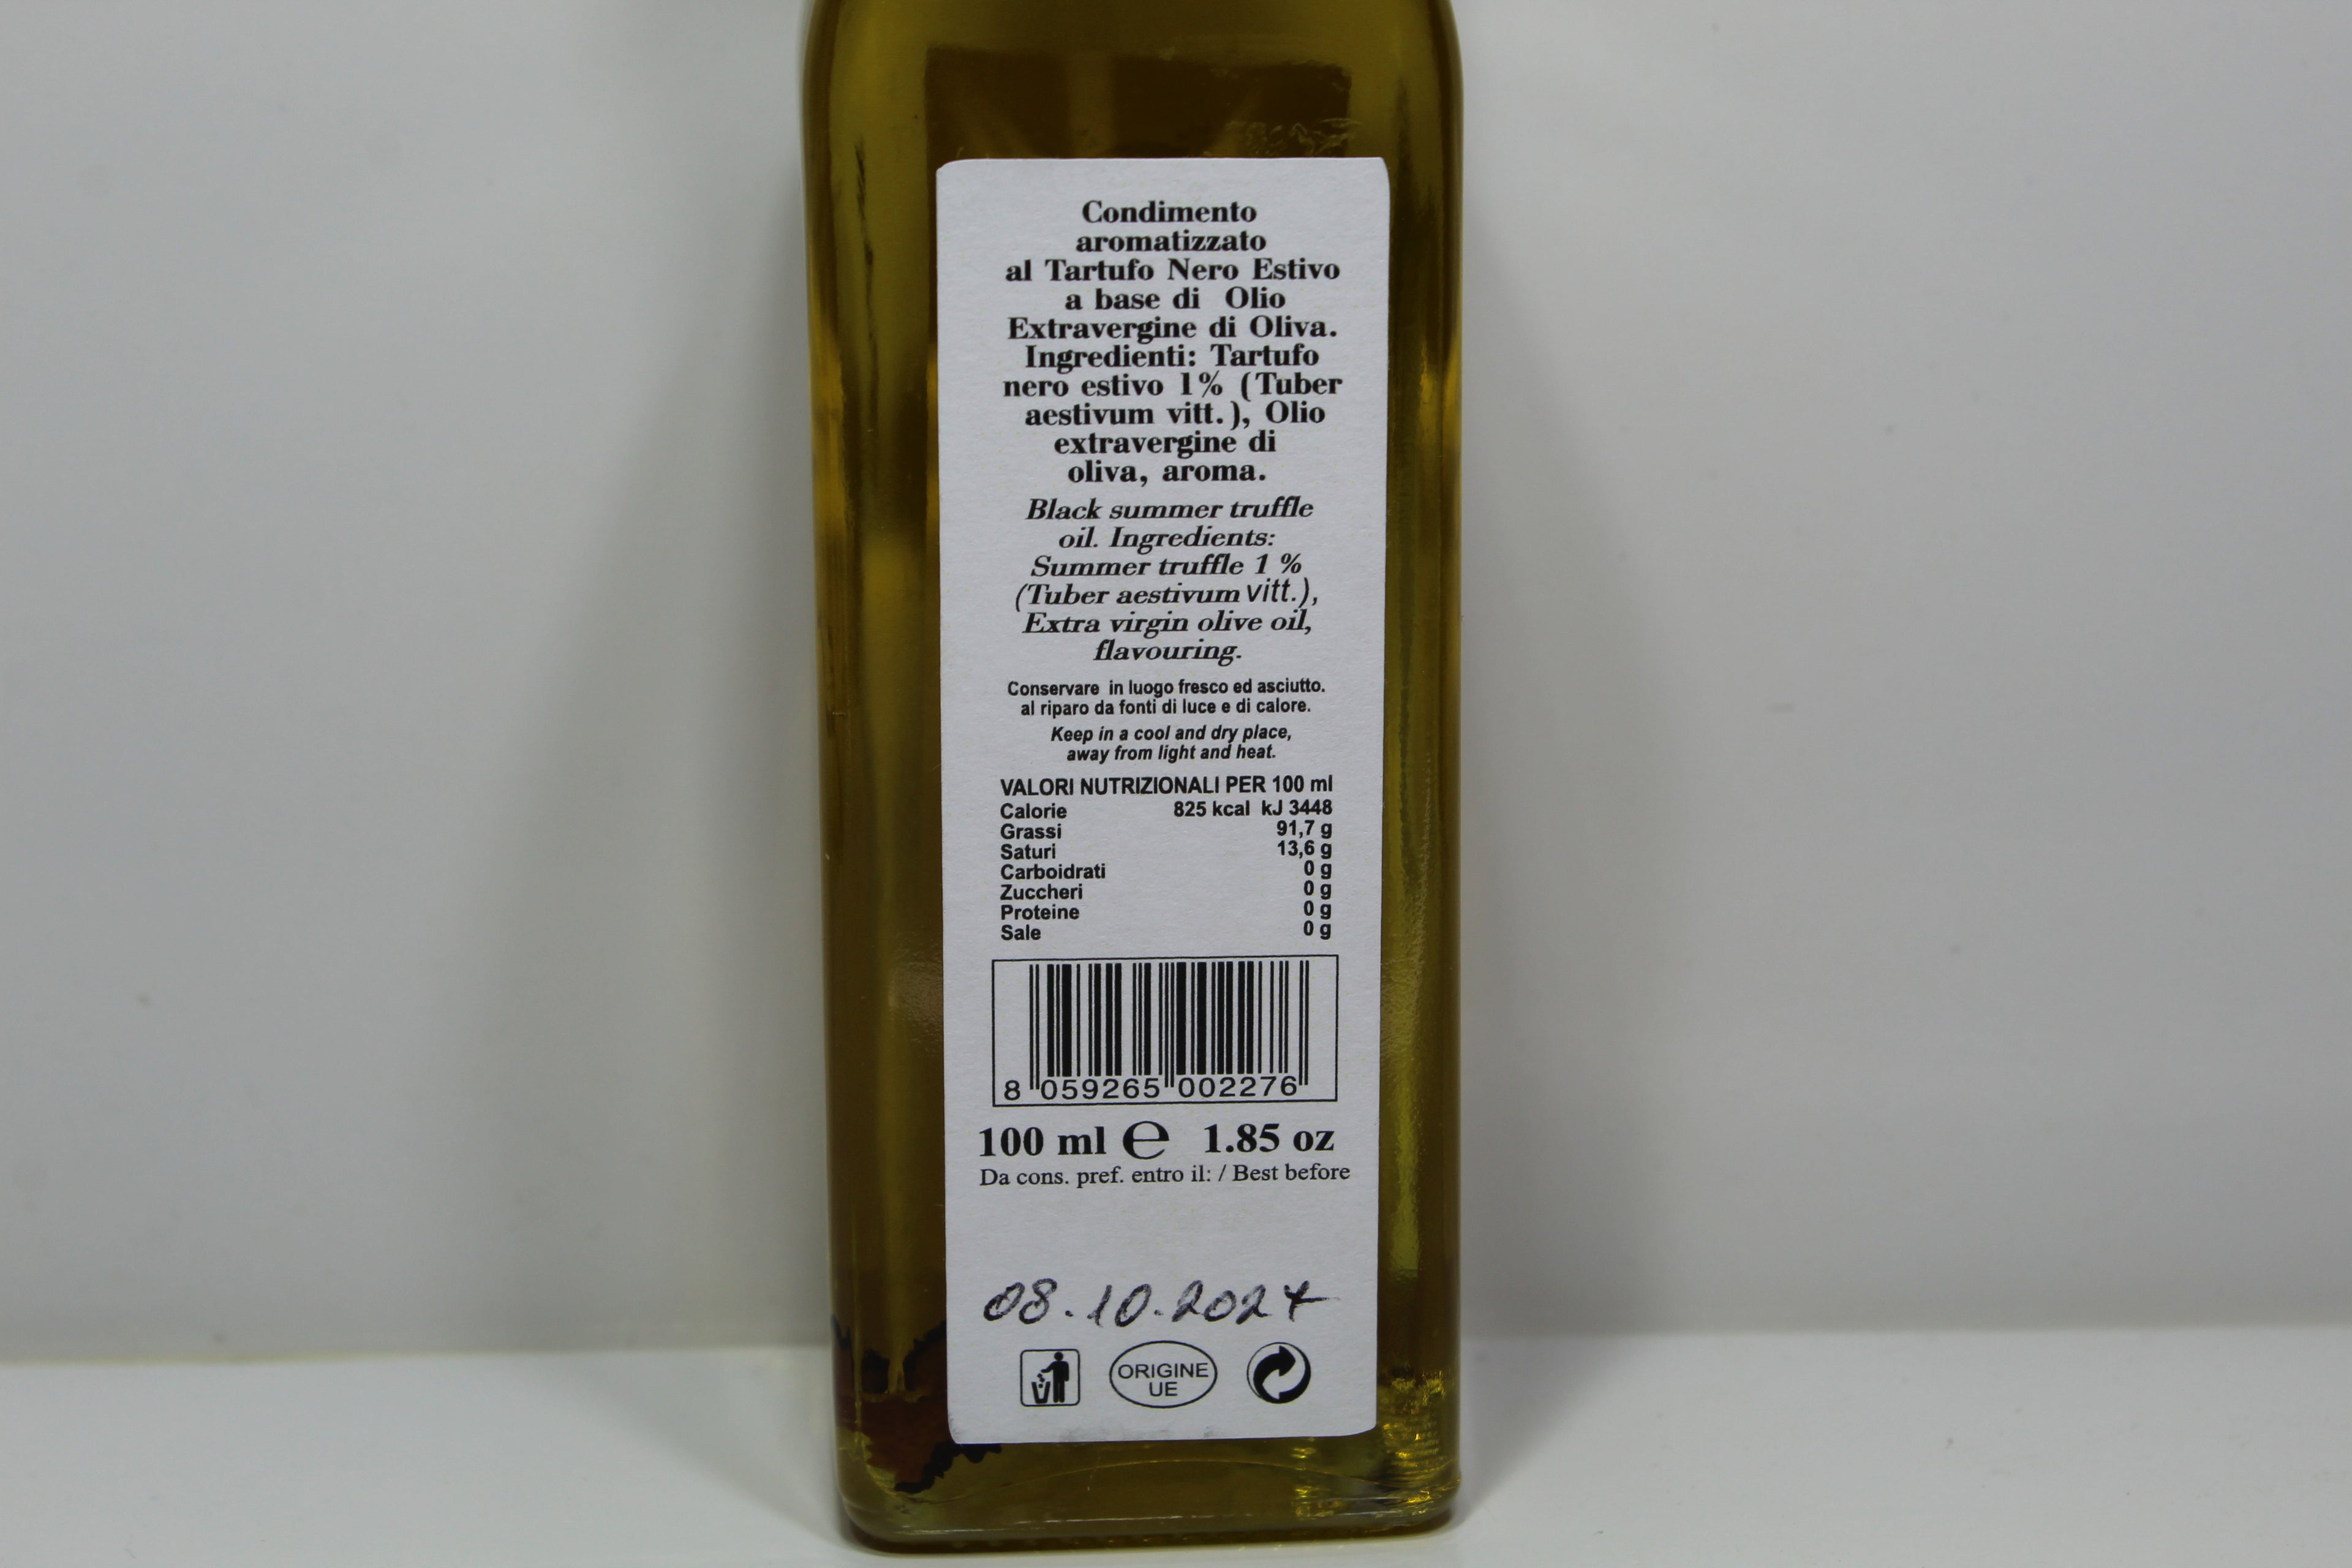 Condimento
aromatizzato
al Tartufo Nero Estivo
a base di Olio
Extravergine di Oliva.
Ingredienti: Tartufo
nero estivo 1% (Tuber
aestivum vitt.), Olio
extravergine di
oliva, aroma.
Black summer truffle
oil. Ingredients:
Summer truffle 1 %
(Tuber aestivum vitt.),
Extra virgin olive oil,
flavouring.
Conservare in luogo fresco ed asciutto.
al riparo da fonti di luce e di calore.
Keep in a cool and dry place,
away from light and heat.
VALORI NUTRIZIONALI PER 100 ml
Calorie 825 kcal kJ 3448
Grassi 91,7 g
Saturi 13,6 g
Carboidrati 0 g
Zuccheri 0 g
Proteine 0 g
Sale 0 g
8 059265 002276
100 ml ℮ 1.85 oz
Da cons. pref. entro il: / Best before
08.10.2024
ORIGINE
UE